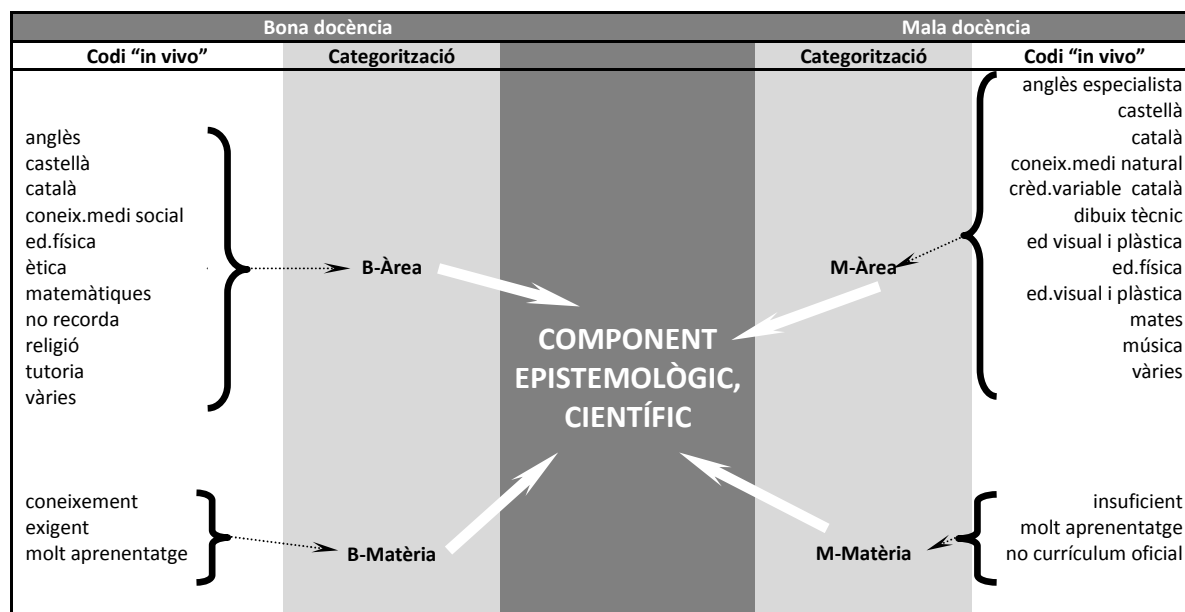 Bona docència
Mala docència
Codi “in vivo”
Categorització
Categorització
Codi “in vivo”
anglès
castellà
català
coneix.medi social
ed.física
ètica
matemàtiques
no recorda
religió
tutoria
vàries
B-Àrea
coneixement
exigent
molt aprenentatge
B-Matèria
COMPONENT
EPISTEMOLÒGIC,
CIENTÍFIC
M-Àrea
anglès especialista
castellà
català
coneix.medi natural
crèd.variable català
dibuix tècnic
ed visual i plàstica
ed.física
ed.visual i plàstica
mates
música
vàries
M-Matèria
insuficient
molt aprenentatge
no currículum oficial